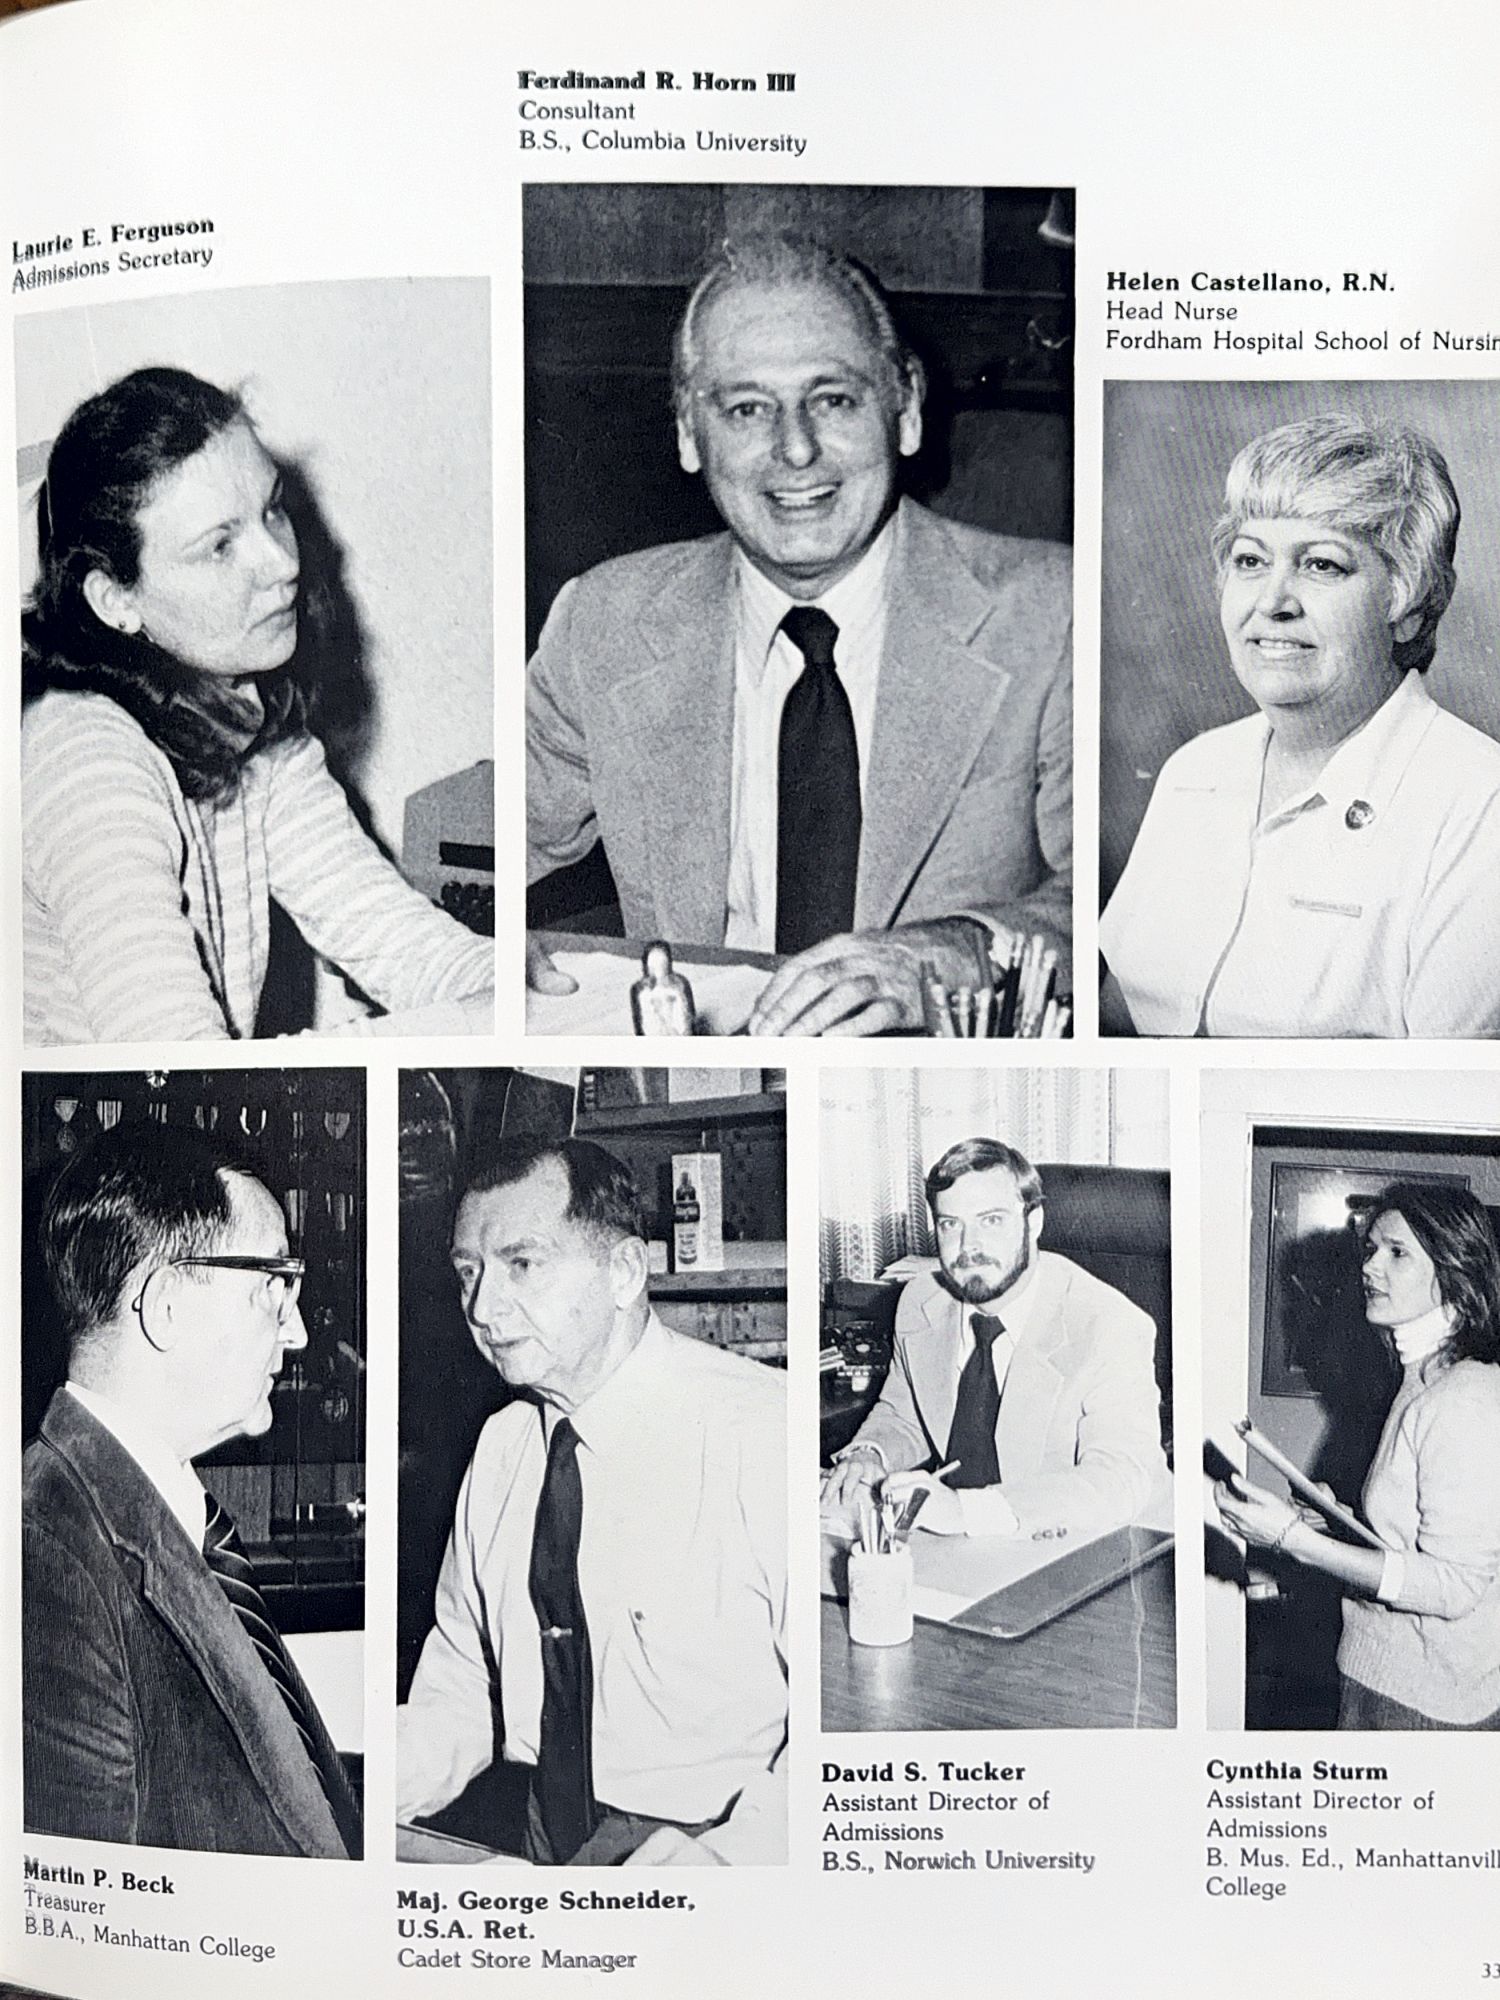 Ferdinand R. Horn III
Consultant
B.S., Columbia University
Laurie E. Ferguson
Admissions Secretary
Helen Castellano, R.N.
Head Nurse
Fordham Hospital School of Nursin
Martin P. Beck
Treasurer
B.B.A., Manhattan College
Maj. George Schneider,
U.S.A. Ret.
Cadet Store Manager
David S. Tucker
Assistant Director of
Admissions
B.S., Norwich University
Cynthia Sturm
Assistant Director of
Admissions
B. Mus. Ed., Manhattanvill
College
33